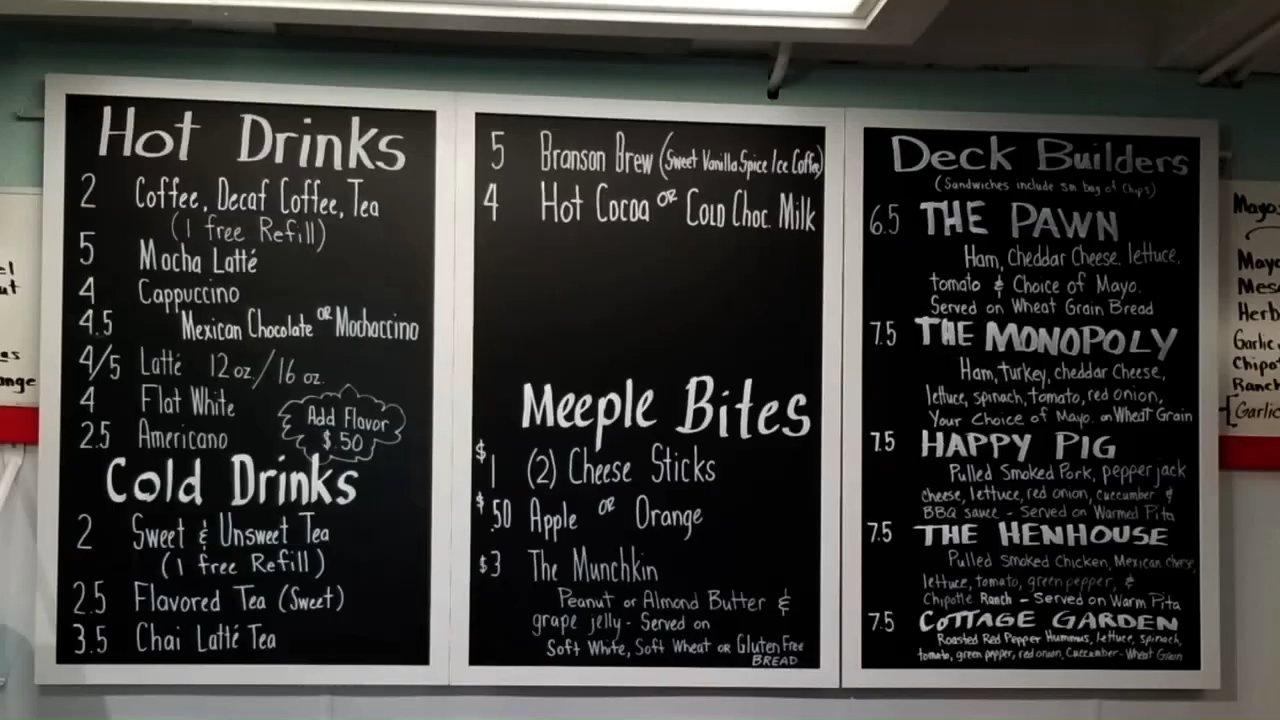 Hot Drinks
2 Coffee, Decaf Coffee, Tea
(1 free Refill)
5 Mocha Latté
4 Cappuccino
4.5 Mexican Chocolate OR Mochaccino
4/5 Latté 12 oz. / 16 oz.
4 Flat White
2.5 Americano
Add Flavor
$.50
Cold Drinks
2 Sweet & Unsweet Tea
(1 free Refill)
2.5 Flavored Tea (Sweet)
3.5 Chai Latté Tea
5 Branson Brew (Sweet Vanilla Spice Ice Coffee)
4 Hot Cocoa OR Cold Choc. Milk
Meeple Bites
$1 (2) Cheese Sticks
$.50 Apple OR Orange
$3 The Munchkin
Peanut or Almond Butter &
grape jelly - Served on
Soft White, Soft Wheat OR Gluten Free
BREAD
Deck Builders
(Sandwiches include sm bag of Chips)
6.5 THE PAWN
Ham, Cheddar Cheese, lettuce,
tomato & Choice of Mayo.
Served on Wheat Grain Bread
7.5 THE MONOPOLY
Ham, turkey, cheddar Cheese,
lettuce, spinach, tomato, red onion,
Your Choice of Mayo. on Wheat Grain
7.5 HAPPY PIG
Pulled Smoked Pork, pepper jack
cheese, lettuce, red onion, cuccumber &
BBQ sauce - Served on Warmed Pita
7.5 THE HENHOUSE
Pulled Smoked Chicken, Mexican cheese,
lettuce, tomato, green pepper, &
Chipotlé Ranch - Served on Warm Pita
7.5 COTTAGE GARDEN
Roasted Red Pepper Hummus, lettuce, spinach,
tomato, green pepper, red onion, Cuccumber - Wheat Grain
Mayo
Mayo
Herb
Garlic
Ranch
Garlic